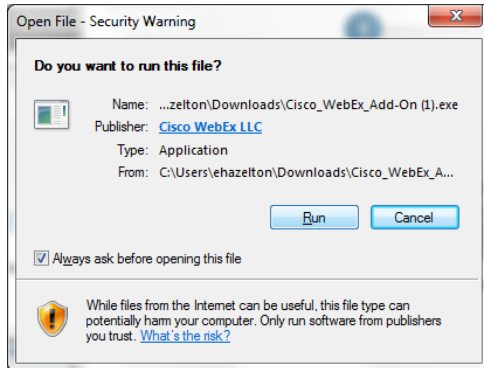 Open File - Security Warning
Do you want to run this file?
Name: ...zelton\Downloads\Cisco_WebEx_Add-On (1).exe
Publisher: Cisco WebEx LLC
Type: Application
From: C:\Users\ehazelton\Downloads\Cisco_WebEx_A...
Run Cancel
Always ask before opening this file
While files from the Internet can be useful, this file type can
potentially harm your computer. Only run software from publishers
you trust. What's the risk?